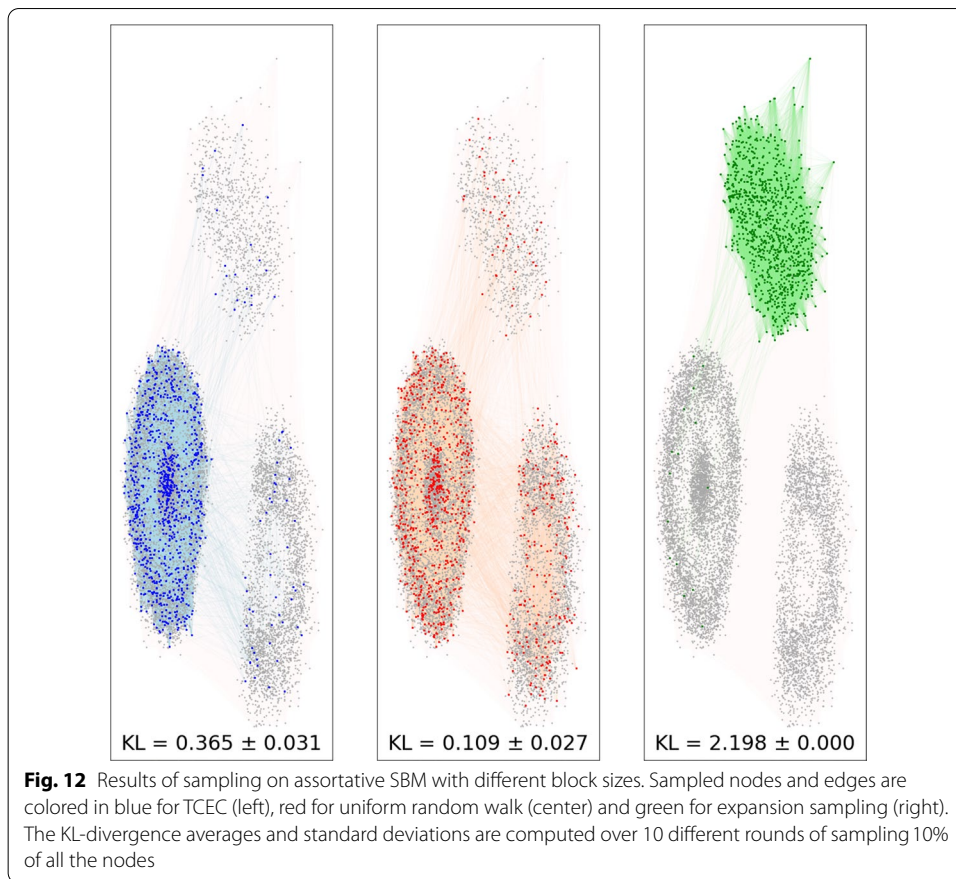 KL = 0.365 ± 0.031
KL = 0.109 ± 0.027
KL = 2.198 ± 0.000
Fig. 12 Results of sampling on assortative SBM with different block sizes. Sampled nodes and edges are
colored in blue for TCEC (left), red for uniform random walk (center) and green for expansion sampling (right).
The KL-divergence averages and standard deviations are computed over 10 different rounds of sampling 10%
of all the nodes